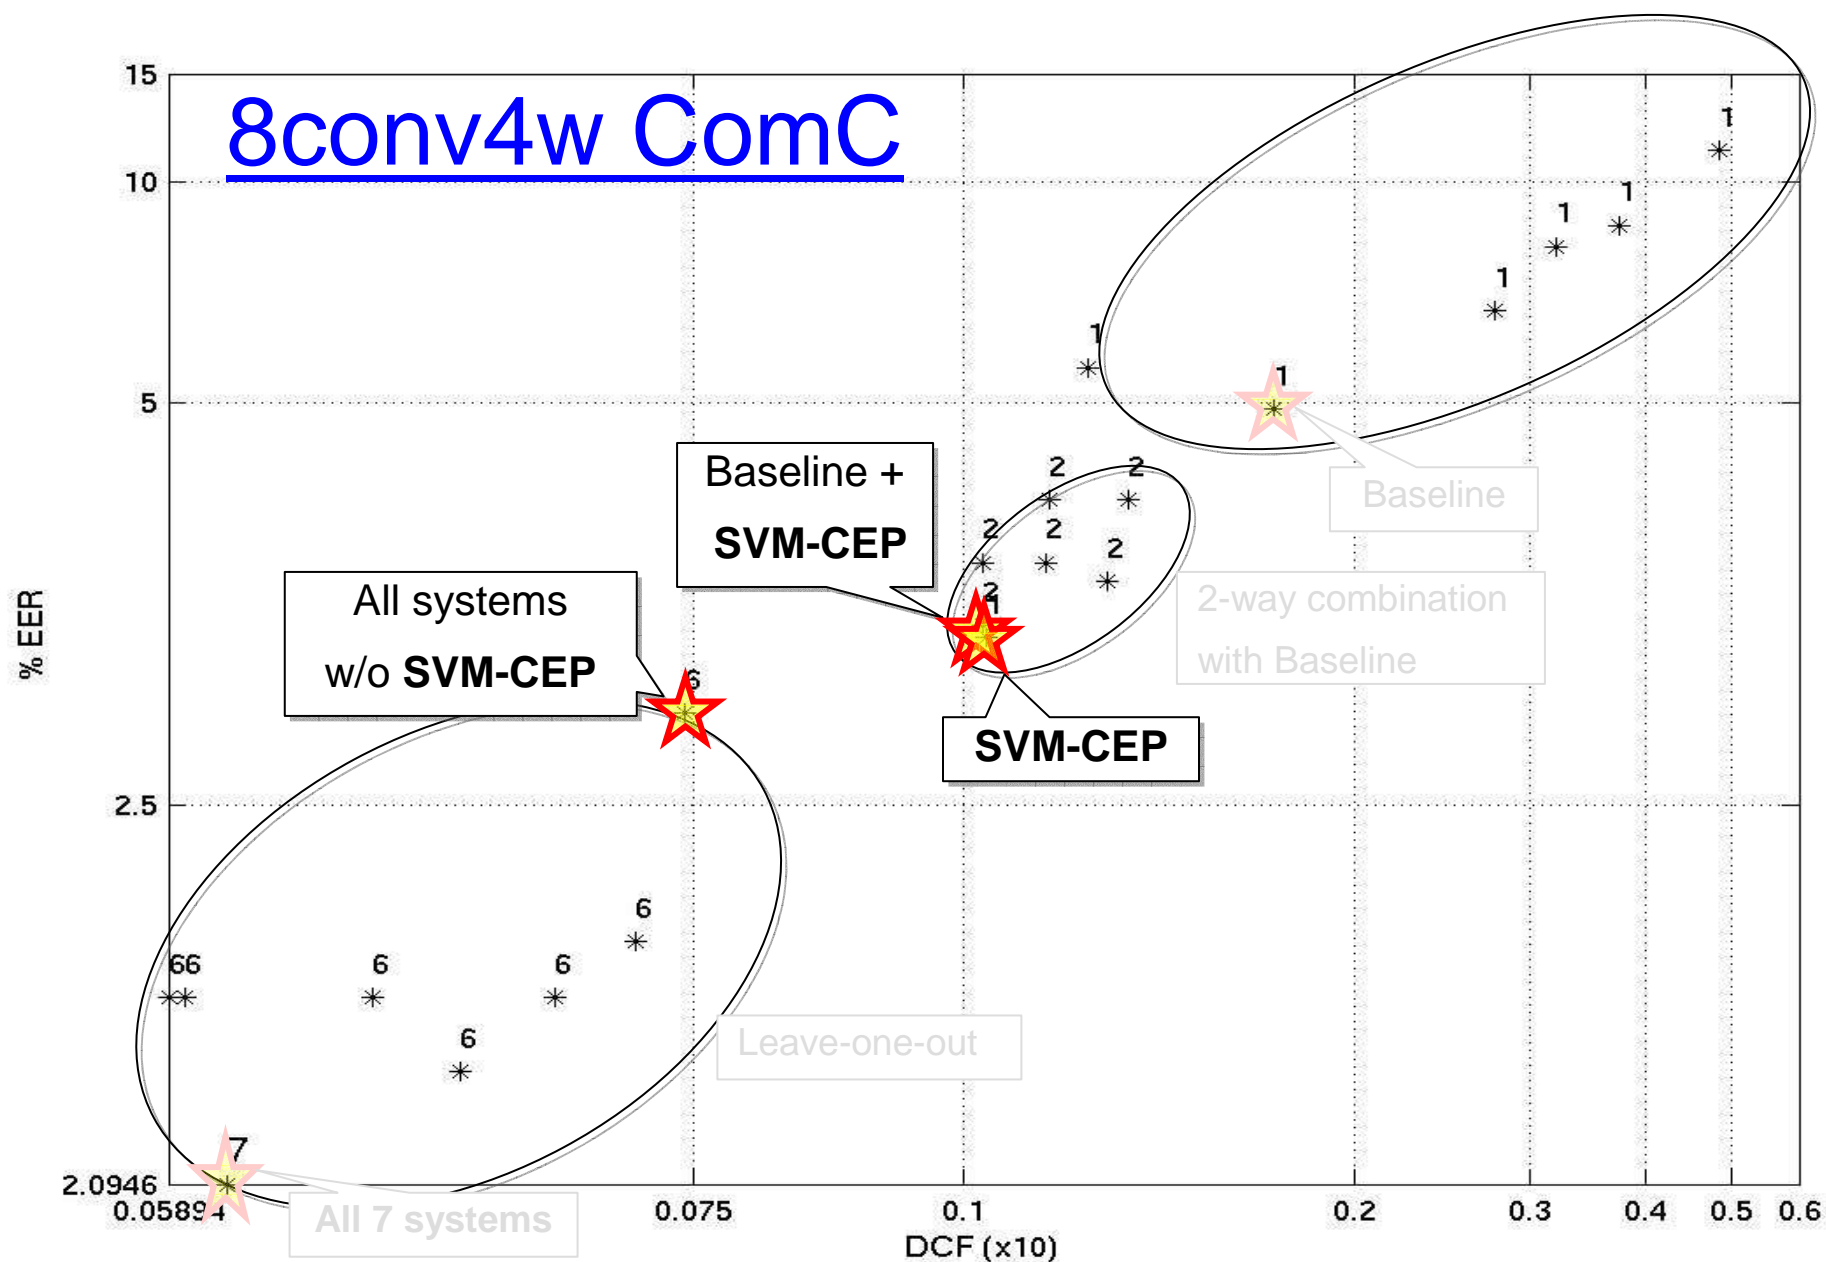 8conv4w ComC
15
10
5
2.5
2.0946
% EER
1
1
1
1
1
1
Baseline
Baseline +
SVM-CEP
2
2
2
2
2
2
1
2-way combination
with Baseline
All systems
w/o SVM-CEP
6
SVM-CEP
6
66
6
6
6
Leave-one-out
7
All 7 systems
0.05894
0.075
0.1
0.2
0.3
0.4
0.5
0.6
DCF (x10)